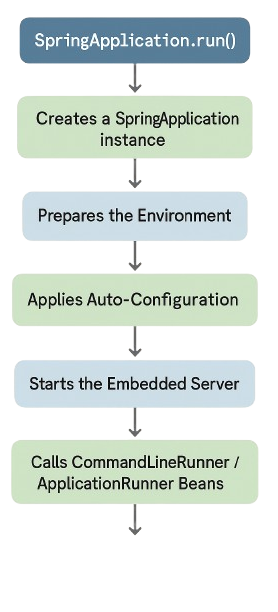 SpringApplication.run()
Creates a SpringApplication
instance
Prepares the Environment
Applies Auto-Configuration
Starts the Embedded Server
Calls CommandLineRunner /
ApplicationRunner Beans